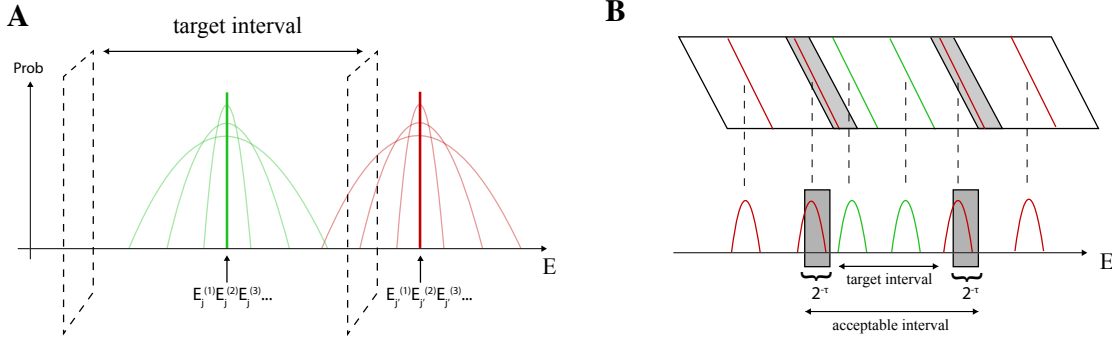 A
target interval
Prob
E
E_j^(1)E_j^(2)E_j^(3)...
E_j'^(1)E_j'^(2)E_j'^(3)...
B
E
target interval
2^-τ
2^-τ
acceptable interval